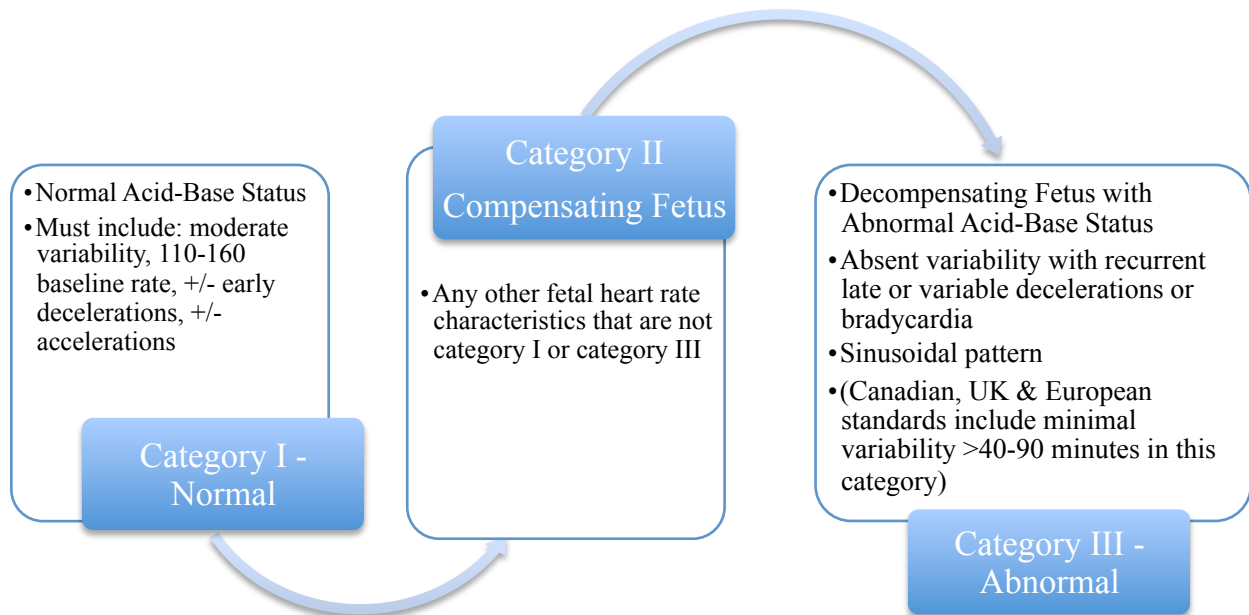 •Normal Acid-Base Status
•Must include: moderate
variability, 110-160
baseline rate, +/- early
decelerations, +/-
accelerations
Category I -
Normal
Category II
Compensating Fetus
•Any other fetal heart rate
characteristics that are not
category I or category III
•Decompensating Fetus with
Abnormal Acid-Base Status
•Absent variability with recurrent
late or variable decelerations or
bradycardia
•Sinusoidal pattern
•(Canadian, UK & European
standards include minimal
variability >40-90 minutes in this
category)
Category III -
Abnormal